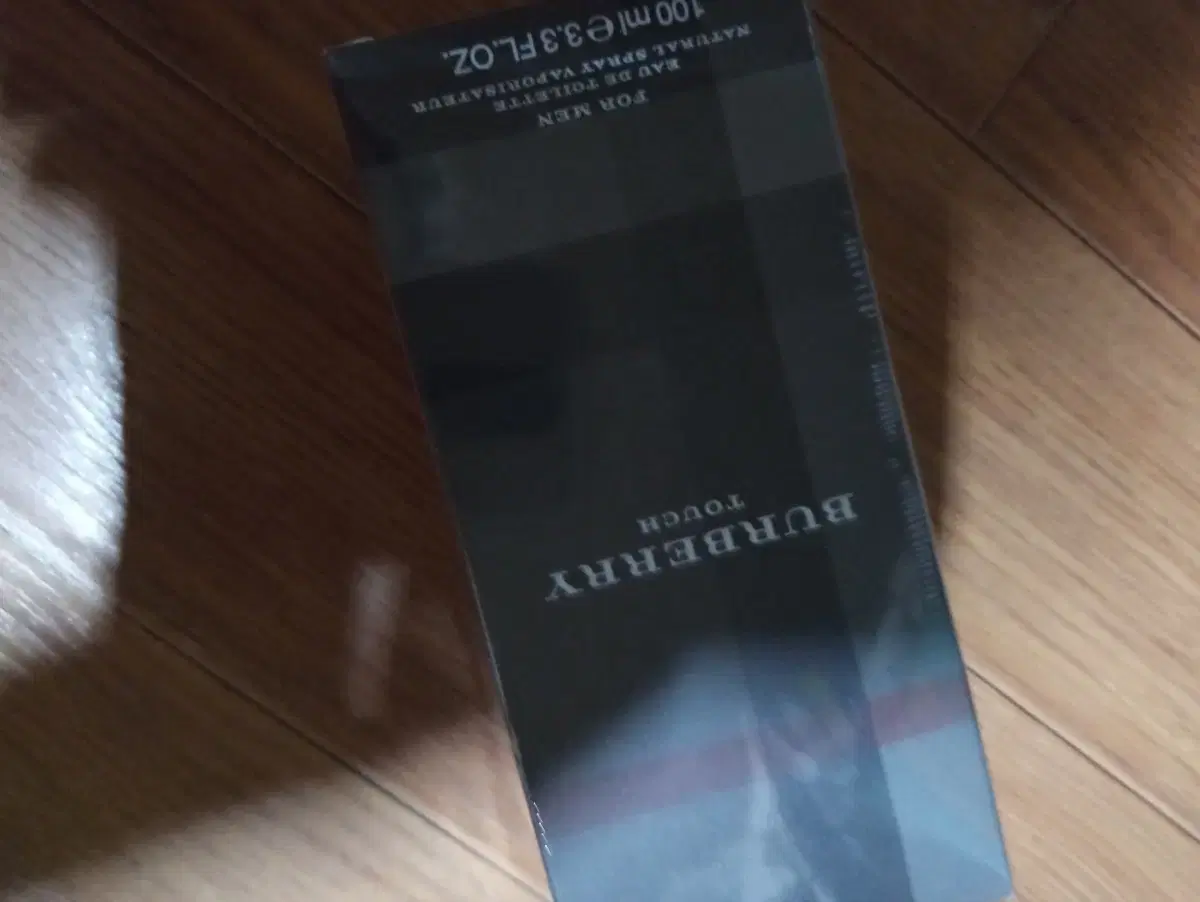 BURBERRY
TOUCH
FOR MEN
EAU DE TOILETTE
NATURAL SPRAY VAPORISATEUR
100 ml e 3.3 FL.OZ.